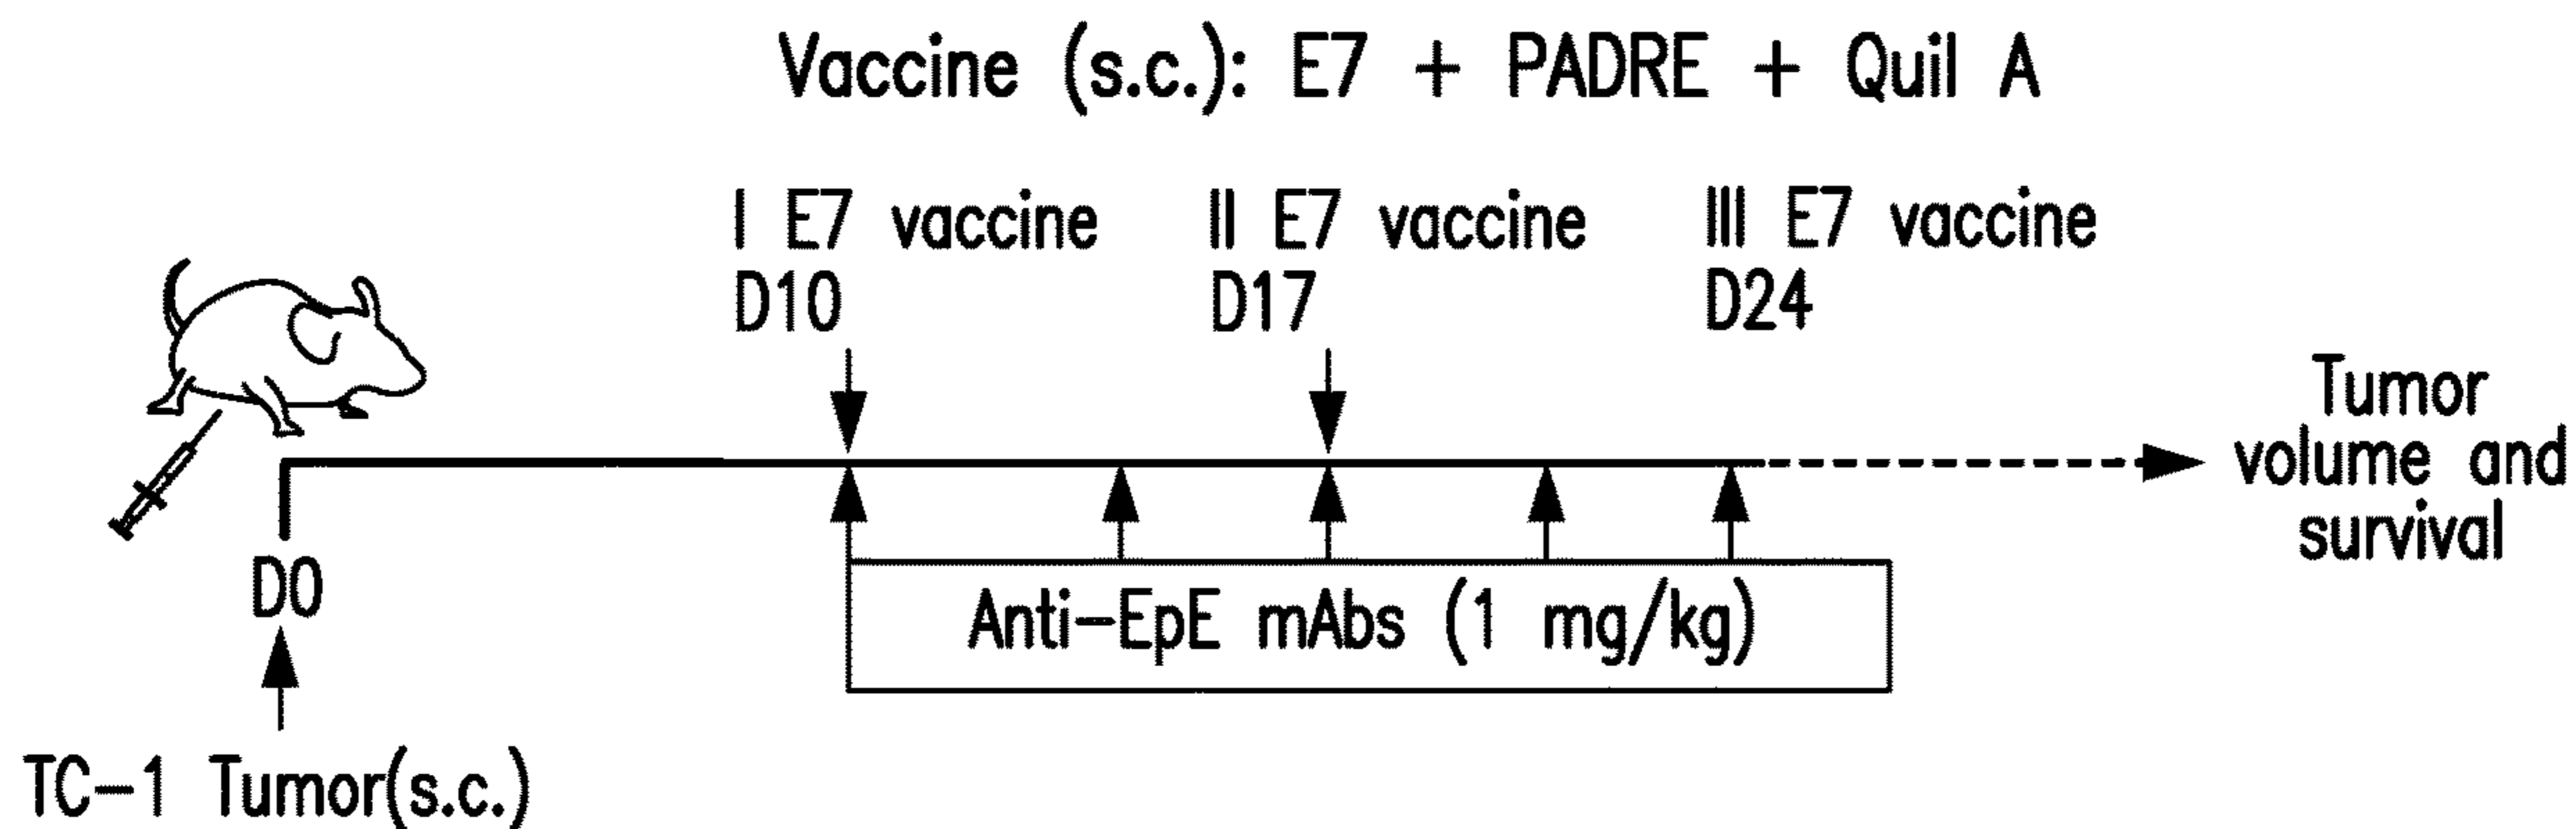 Vaccine (s.c.): E7 + PADRE + Quil A
I E7 vaccine
D10
II E7 vaccine
D17
III E7 vaccine
D24
Tumor
volume and
survival
D0
Anti-EpE mAbs (1 mg/kg)
TC-1 Tumor(s.c.)